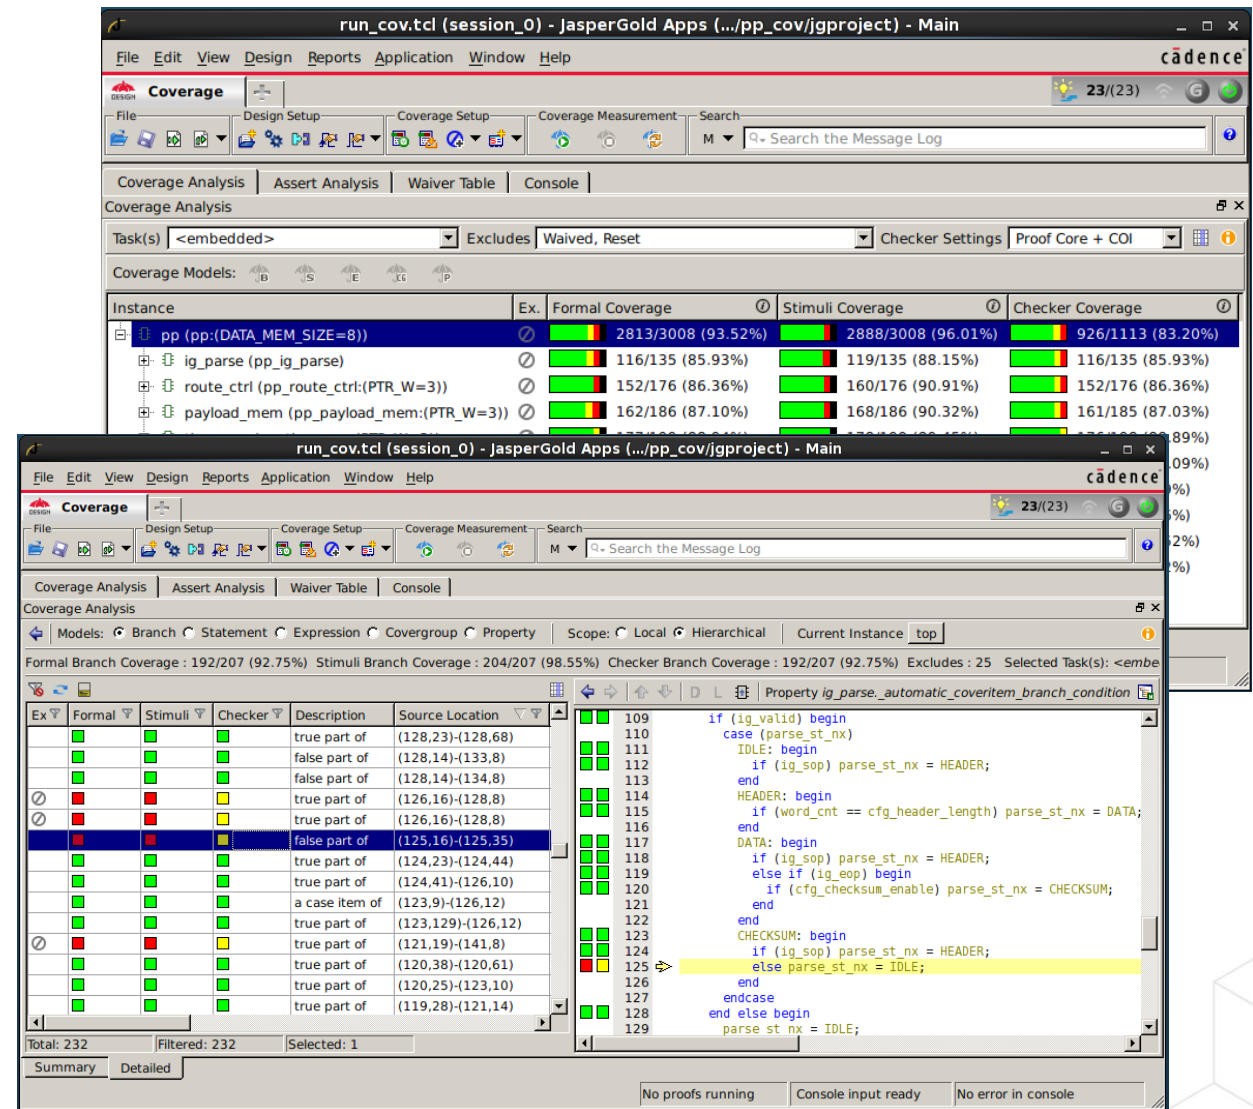 run_cov.tcl (session_0) - JasperGold Apps (.../pp_cov/jgproject) - Main
File Edit View Design Reports Application Window Help
cādence
DESIGN Coverage
23/(23)
G
File Design Setup Coverage Setup Coverage Measurement Search
M Search the Message Log
Coverage Analysis Assert Analysis Waiver Table Console
Coverage Analysis
Task(s) <embedded> Excludes Waived, Reset Checker Settings Proof Core + COI
Coverage Models: B S E CG P
Instance Ex. Formal Coverage Stimuli Coverage Checker Coverage
pp (pp:(DATA_MEM_SIZE=8)) 2813/3008 (93.52%) 2888/3008 (96.01%) 926/1113 (83.20%)
ig_parse (pp_ig_parse) 116/135 (85.93%) 119/135 (88.15%) 116/135 (85.93%)
route_ctrl (pp_route_ctrl:(PTR_W=3)) 152/176 (86.36%) 160/176 (90.91%) 152/176 (86.36%)
payload_mem (pp_payload_mem:(PTR_W=3)) 162/186 (87.10%) 168/186 (90.32%) 161/185 (87.03%)
.89%)
.09%)
%)
%)
2%)
%)
run_cov.tcl (session_0) - JasperGold Apps (.../pp_cov/jgproject) - Main
File Edit View Design Reports Application Window Help
cādence
DESIGN Coverage
23/(23)
G
File Design Setup Coverage Setup Coverage Measurement Search
M Search the Message Log
Coverage Analysis Assert Analysis Waiver Table Console
Coverage Analysis
Models: Branch Statement Expression Covergroup Property Scope: Local Hierarchical Current Instance top
Formal Branch Coverage : 192/207 (92.75%) Stimuli Branch Coverage : 204/207 (98.55%) Checker Branch Coverage : 192/207 (92.75%) Excludes : 25 Selected Task(s): <embe
D L Property ig_parse._automatic_coveritem_branch_condition
Ex Formal Stimuli Checker Description Source Location
true part of (128,23)-(128,68)
false part of (128,14)-(133,8)
false part of (128,14)-(134,8)
true part of (126,16)-(128,8)
true part of (126,16)-(128,8)
false part of (125,16)-(125,35)
true part of (124,23)-(124,44)
true part of (124,41)-(126,10)
a case item of (123,9)-(126,12)
true part of (123,129)-(126,12)
true part of (121,19)-(141,8)
true part of (120,38)-(120,61)
true part of (120,25)-(123,10)
true part of (119,28)-(121,14)
109 if (ig_valid) begin
110 case (parse_st_nx)
111 IDLE: begin
112 if (ig_sop) parse_st_nx = HEADER;
113 end
114 HEADER: begin
115 if (word_cnt == cfg_header_length) parse_st_nx = DATA;
116 end
117 DATA: begin
118 if (ig_sop) parse_st_nx = HEADER;
119 else if (ig_eop) begin
120 if (cfg_checksum_enable) parse_st_nx = CHECKSUM;
121 end
122 end
123 CHECKSUM: begin
124 if (ig_sop) parse_st_nx = HEADER;
125 else parse_st_nx = IDLE;
126 end
127 endcase
128 end else begin
129 parse_st_nx = IDLE;
Total: 232 Filtered: 232 Selected: 1
Summary Detailed
No proofs running Console input ready No error in console